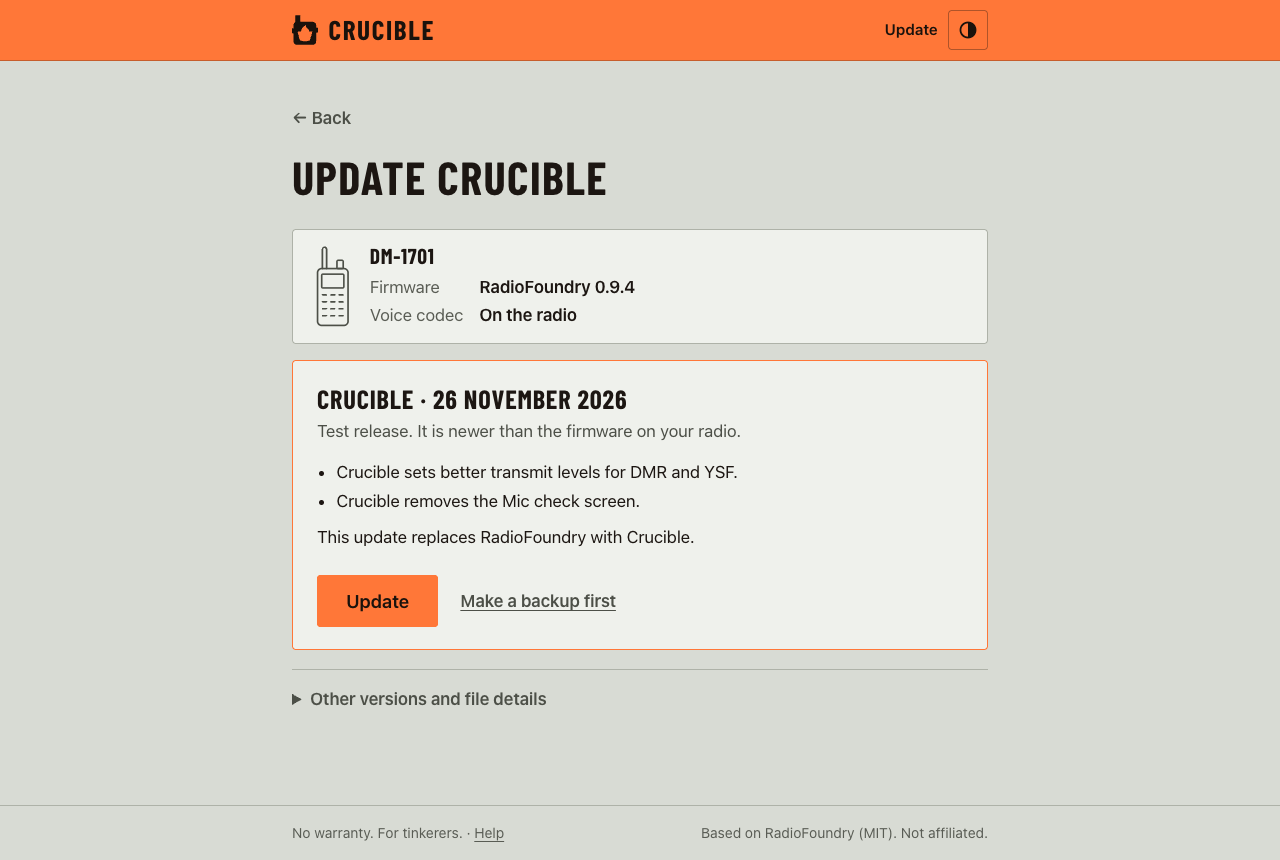 CRUCIBLE
Update
← Back
UPDATE CRUCIBLE
DM-1701
Firmware RadioFoundry 0.9.4
Voice codec On the radio
CRUCIBLE · 26 NOVEMBER 2026
Test release. It is newer than the firmware on your radio.
• Crucible sets better transmit levels for DMR and YSF.
• Crucible removes the Mic check screen.
This update replaces RadioFoundry with Crucible.
Update Make a backup first
Other versions and file details
No warranty. For tinkerers. · Help
Based on RadioFoundry (MIT). Not affiliated.